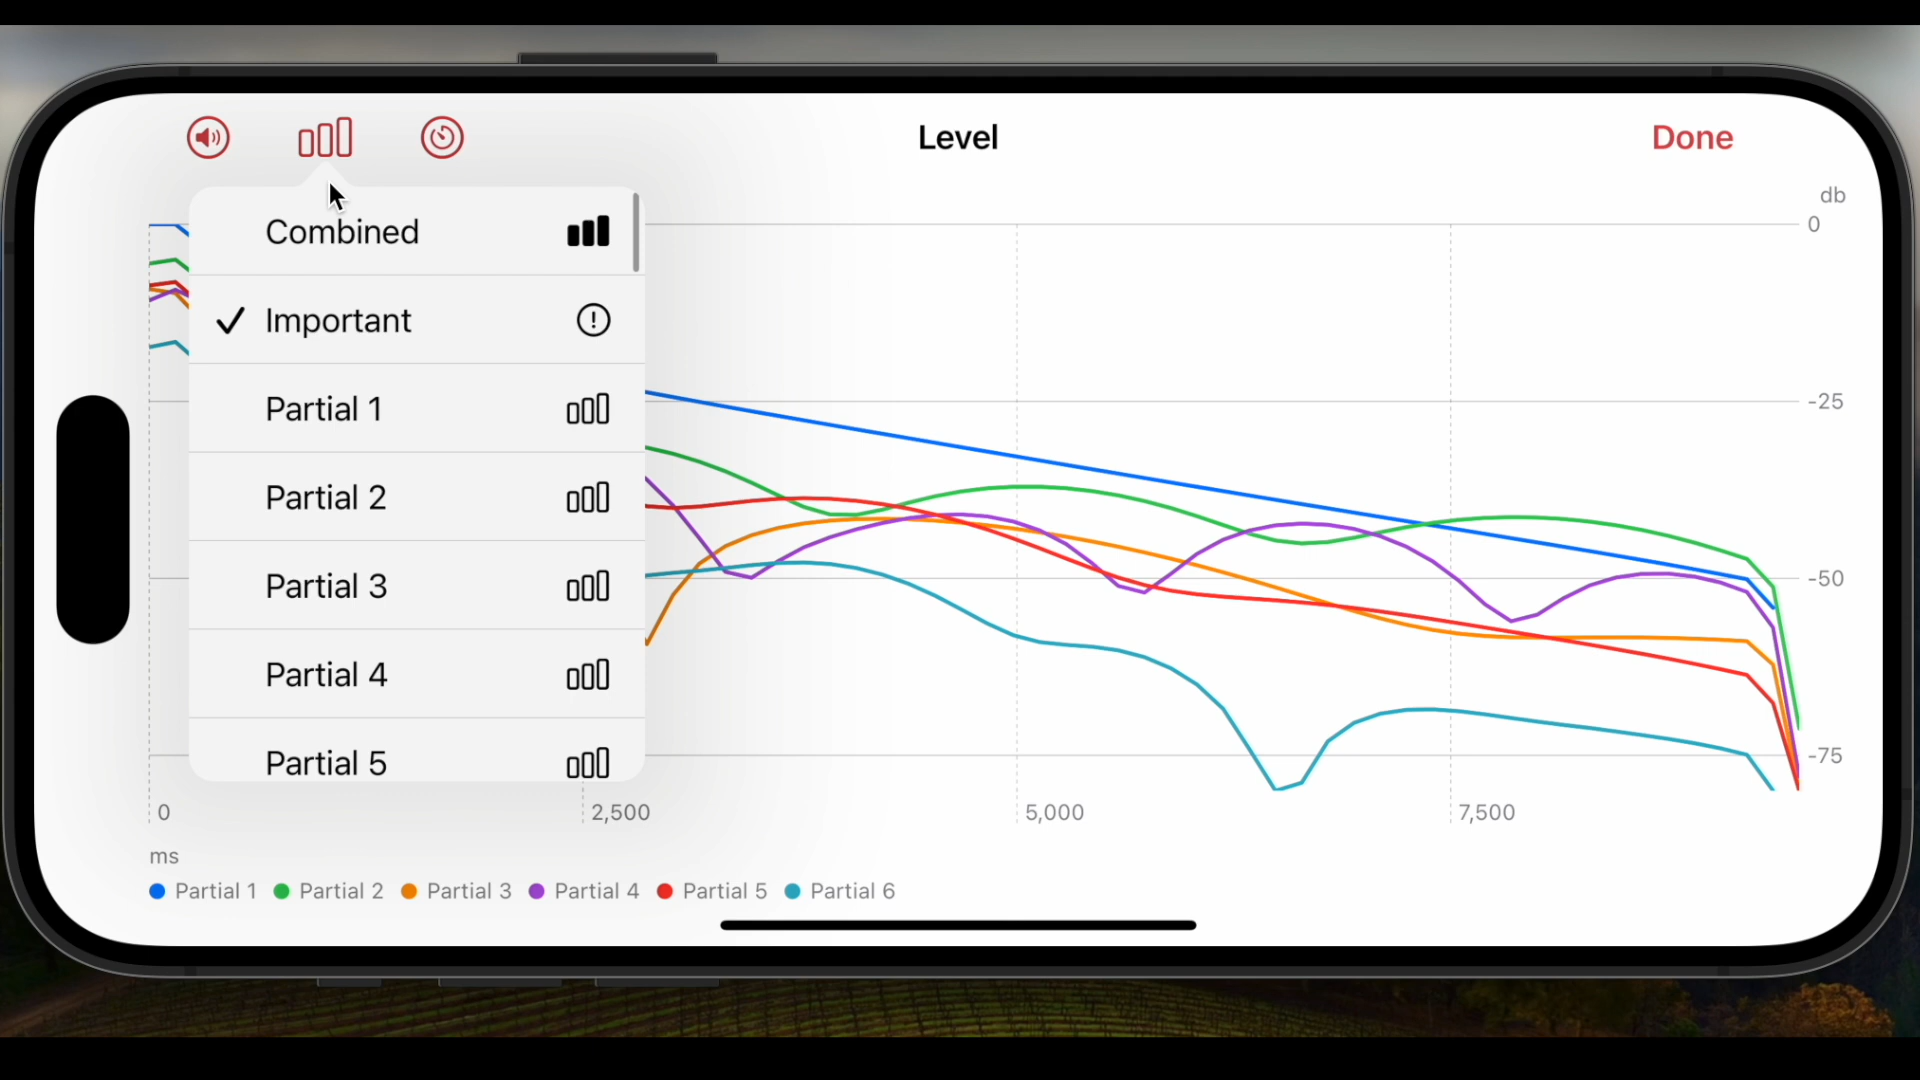 Level
Done
Combined
Important
Partial 1
Partial 2
Partial 3
Partial 4
Partial 5
db
0
-25
-50
-75
0
2,500
5,000
7,500
ms
Partial 1 Partial 2 Partial 3 Partial 4 Partial 5 Partial 6